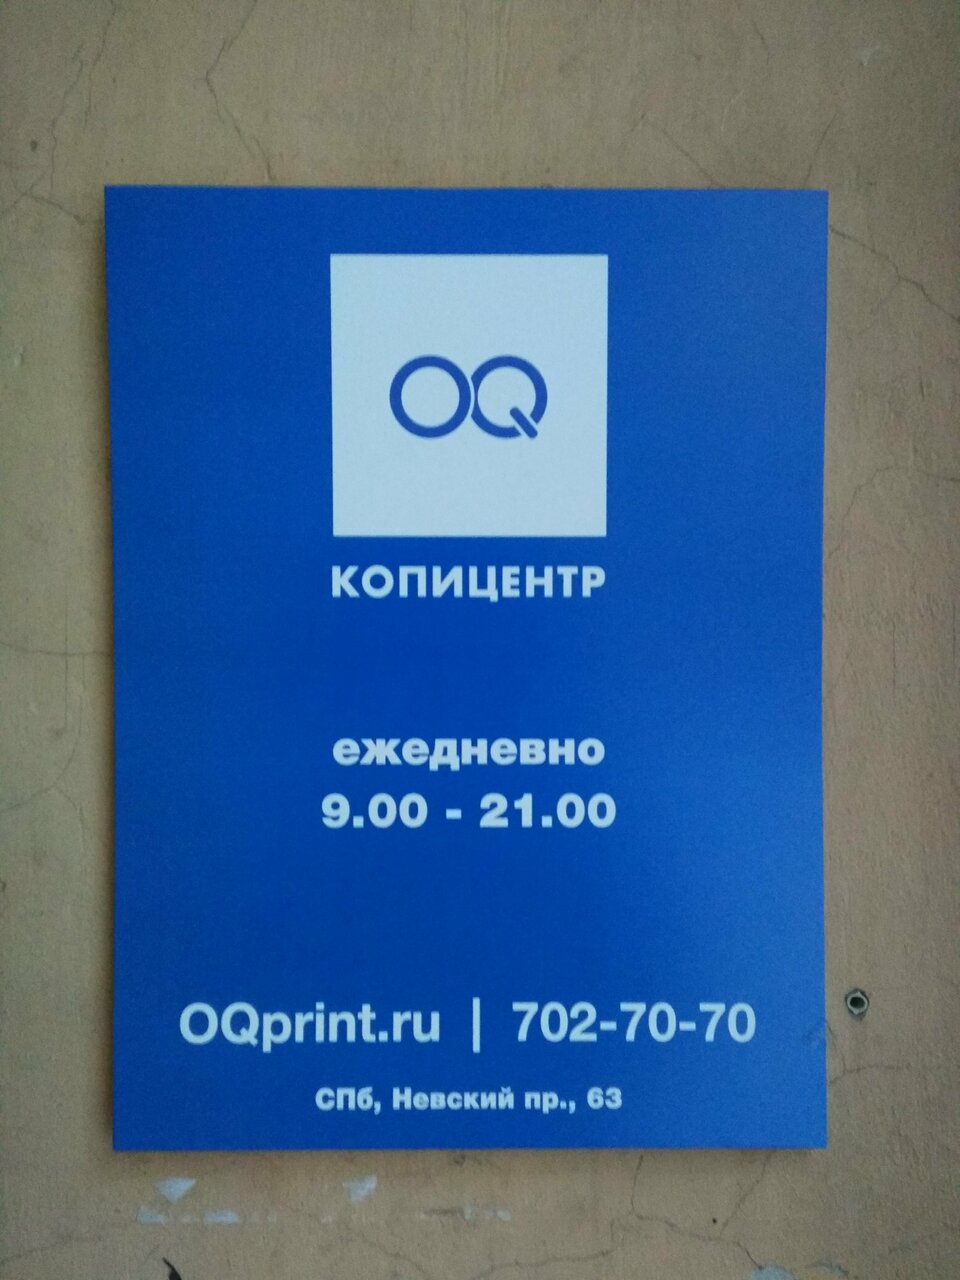 OQ
КОПИЦЕНТР
ежедневно
9.00 - 21.00
OQprint.ru | 702-70-70
СПб, Невский пр., 63